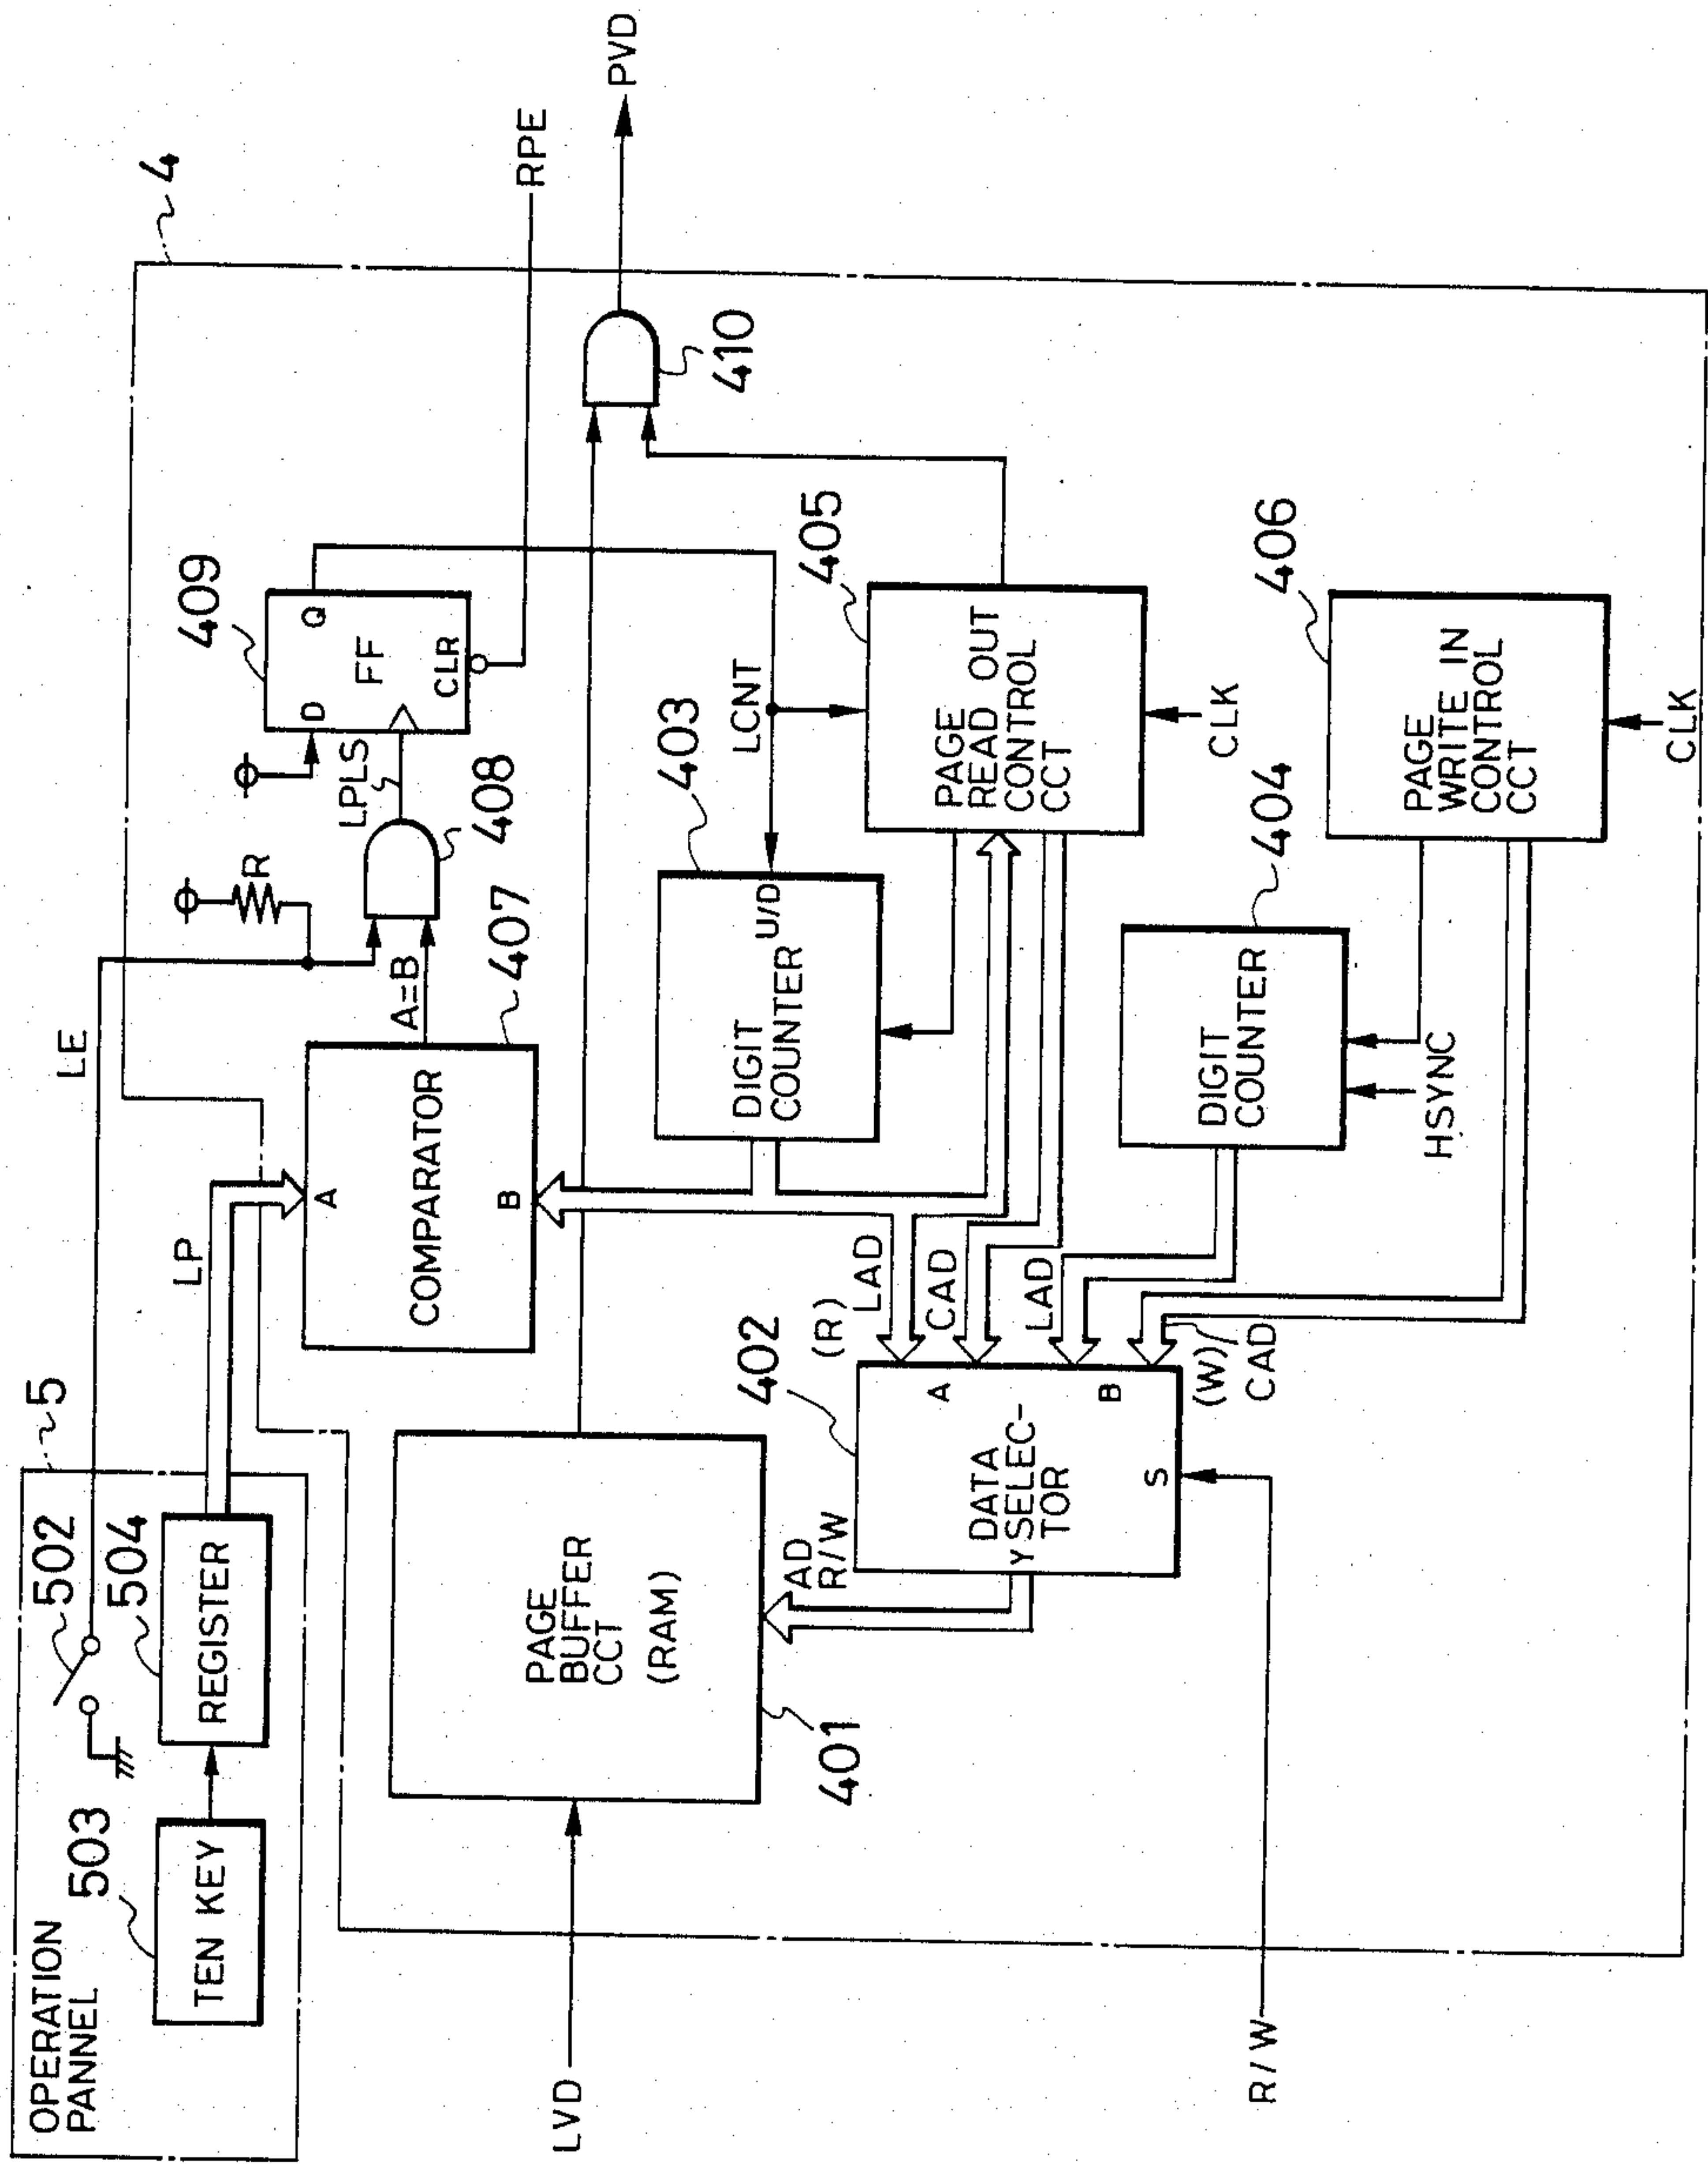 OPERATION
PANNEL
503
TEN KEY
502
504
REGISTER
5
LP
LE
A
COMPARATOR
B
A=B
407
R
LPLS
408
409
D
Q
FF
CLR
4
RPE
PVD
410
LVD
PAGE
BUFFER
CCT
(RAM)
401
AD
R/W
402
DATA
Y SELEC-
TOR
A
B
S
(R)
LAD
CAD
LAD
(W)
CAD
DIGIT
COUNTER
U/D
403
LCNT
405
PAGE
READ OUT
CONTROL
CCT
CLK
DIGIT
COUNTER
404
HSYNC
406
PAGE
WRITE IN
CONTROL
CCT
CLK
R/W